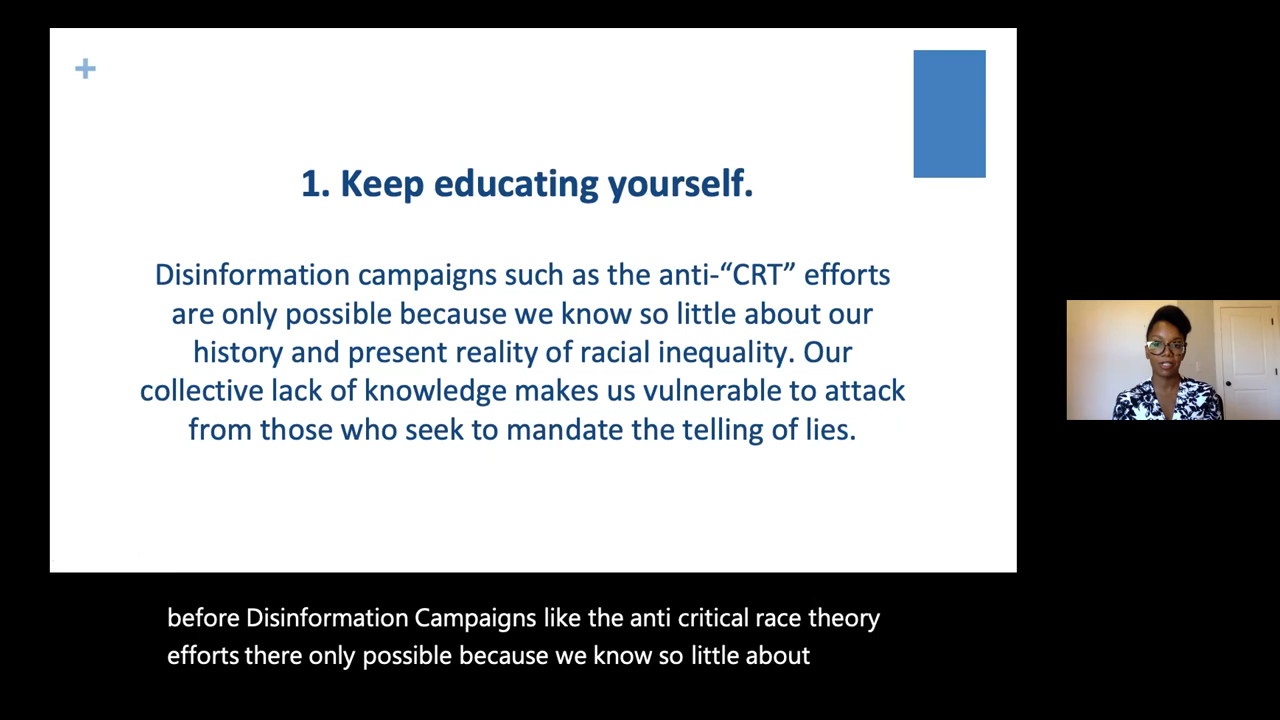 +
1. Keep educating yourself.
Disinformation campaigns such as the anti-“CRT” efforts
are only possible because we know so little about our
history and present reality of racial inequality. Our
collective lack of knowledge makes us vulnerable to attack
from those who seek to mandate the telling of lies.
before Disinformation Campaigns like the anti critical race theory
efforts there only possible because we know so little about